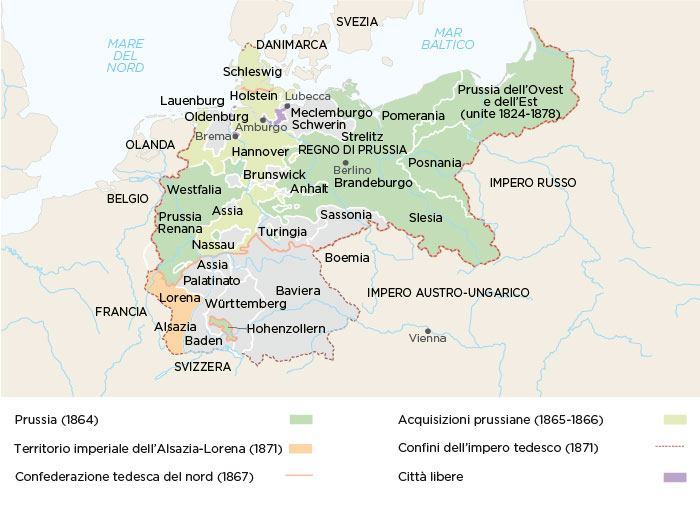 SVEZIA
MARE
DEL
NORD
MAR
BALTICO
DANIMARCA
Schleswig
Holstein
Lubecca
Lauenburg
Oldenburg
Amburgo
Brema
Meclemburgo
Schwerin
Strelitz
Pomerania
Prussia dell'Ovest
e dell'Est
(unite 1824-1878)
OLANDA
Hannover
REGNO DI PRUSSIA
Berlino
Brandeburgo
Posnania
IMPERO RUSSO
BELGIO
Westfalia
Brunswick
Anhalt
Prussia
Renana
Assia
Sassonia
Slesia
Nassau
Turingia
Boemia
Assia
Palatinato
FRANCIA
Lorena
Württemberg
Baviera
IMPERO AUSTRO-UNGARICO
Alsazia
Baden
Hohenzollern
Vienna
SVIZZERA
Prussia (1864)
Territorio imperiale dell'Alsazia-Lorena (1871)
Confederazione tedesca del nord (1867)
Acquisizioni prussiane (1865-1866)
Confini dell'impero tedesco (1871)
Città libere